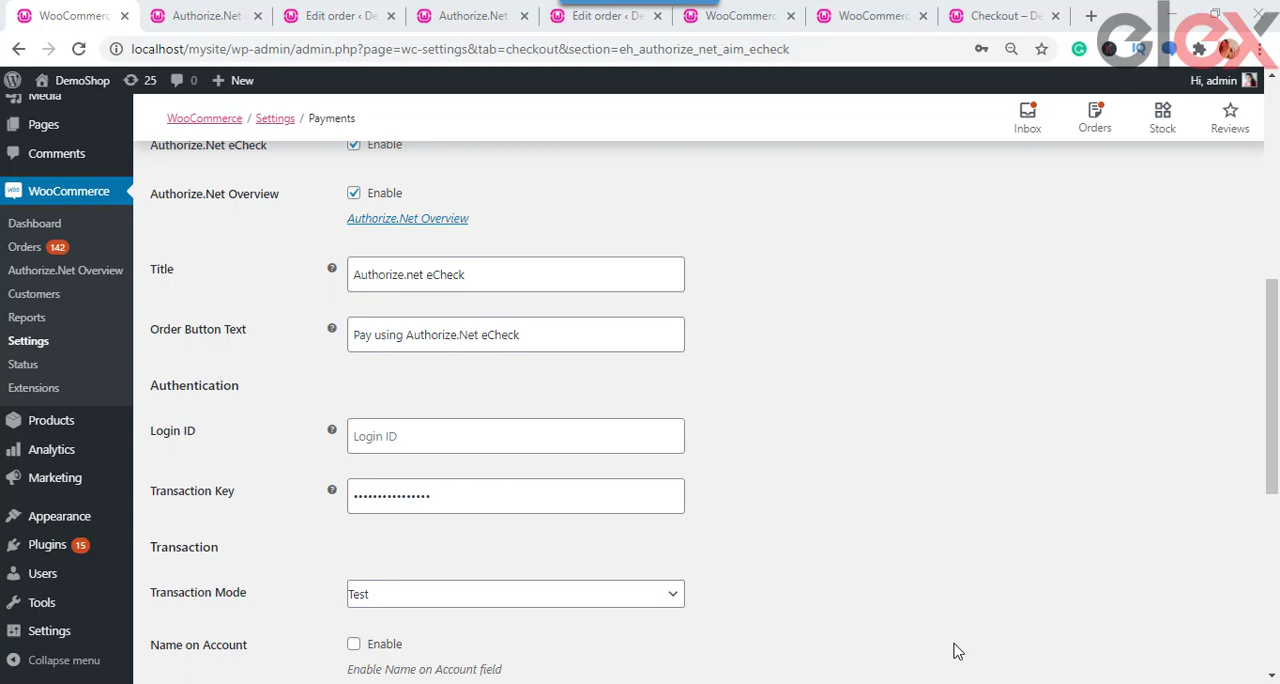 WooCommerc
Authorize.Net
Edit order ‹ De
Authorize.Net
Edit order ‹ De
WooCommerc
WooCommerc
Checkout – De
localhost/mysite/wp-admin/admin.php?page=wc-settings&tab=checkout&section=eh_authorize_net_aim_echeck
elex
DemoShop
25
0
New
Hi, admin
Media
Pages
Comments
WooCommerce
Dashboard
Orders 142
Authorize.Net Overview
Customers
Reports
Settings
Status
Extensions
Products
Analytics
Marketing
Appearance
Plugins 15
Users
Tools
Settings
Collapse menu
WooCommerce / Settings / Payments
Inbox
Orders
Stock
Reviews
Authorize.Net eCheck
Enable
Authorize.Net Overview
Enable
Authorize.Net Overview
Title
Authorize.net eCheck
Order Button Text
Pay using Authorize.Net eCheck
Authentication
Login ID
Login ID
Transaction Key
••••••••••••••••
Transaction
Transaction Mode
Test
Name on Account
Enable
Enable Name on Account field